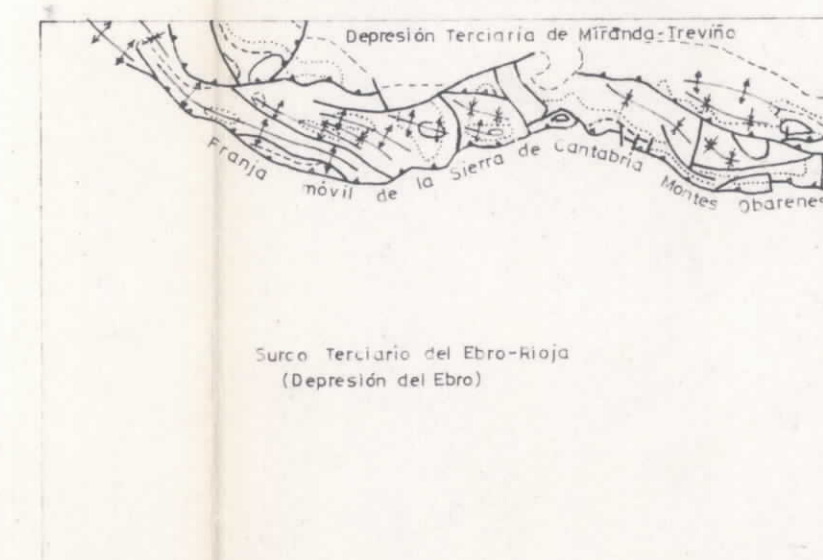 Depresión Terciaria de Miranda-Treviño
Franja móvil de la Sierra de Cantabria Montes Obarenes
Surco Terciario del Ebro-Rioja
(Depresión del Ebro)